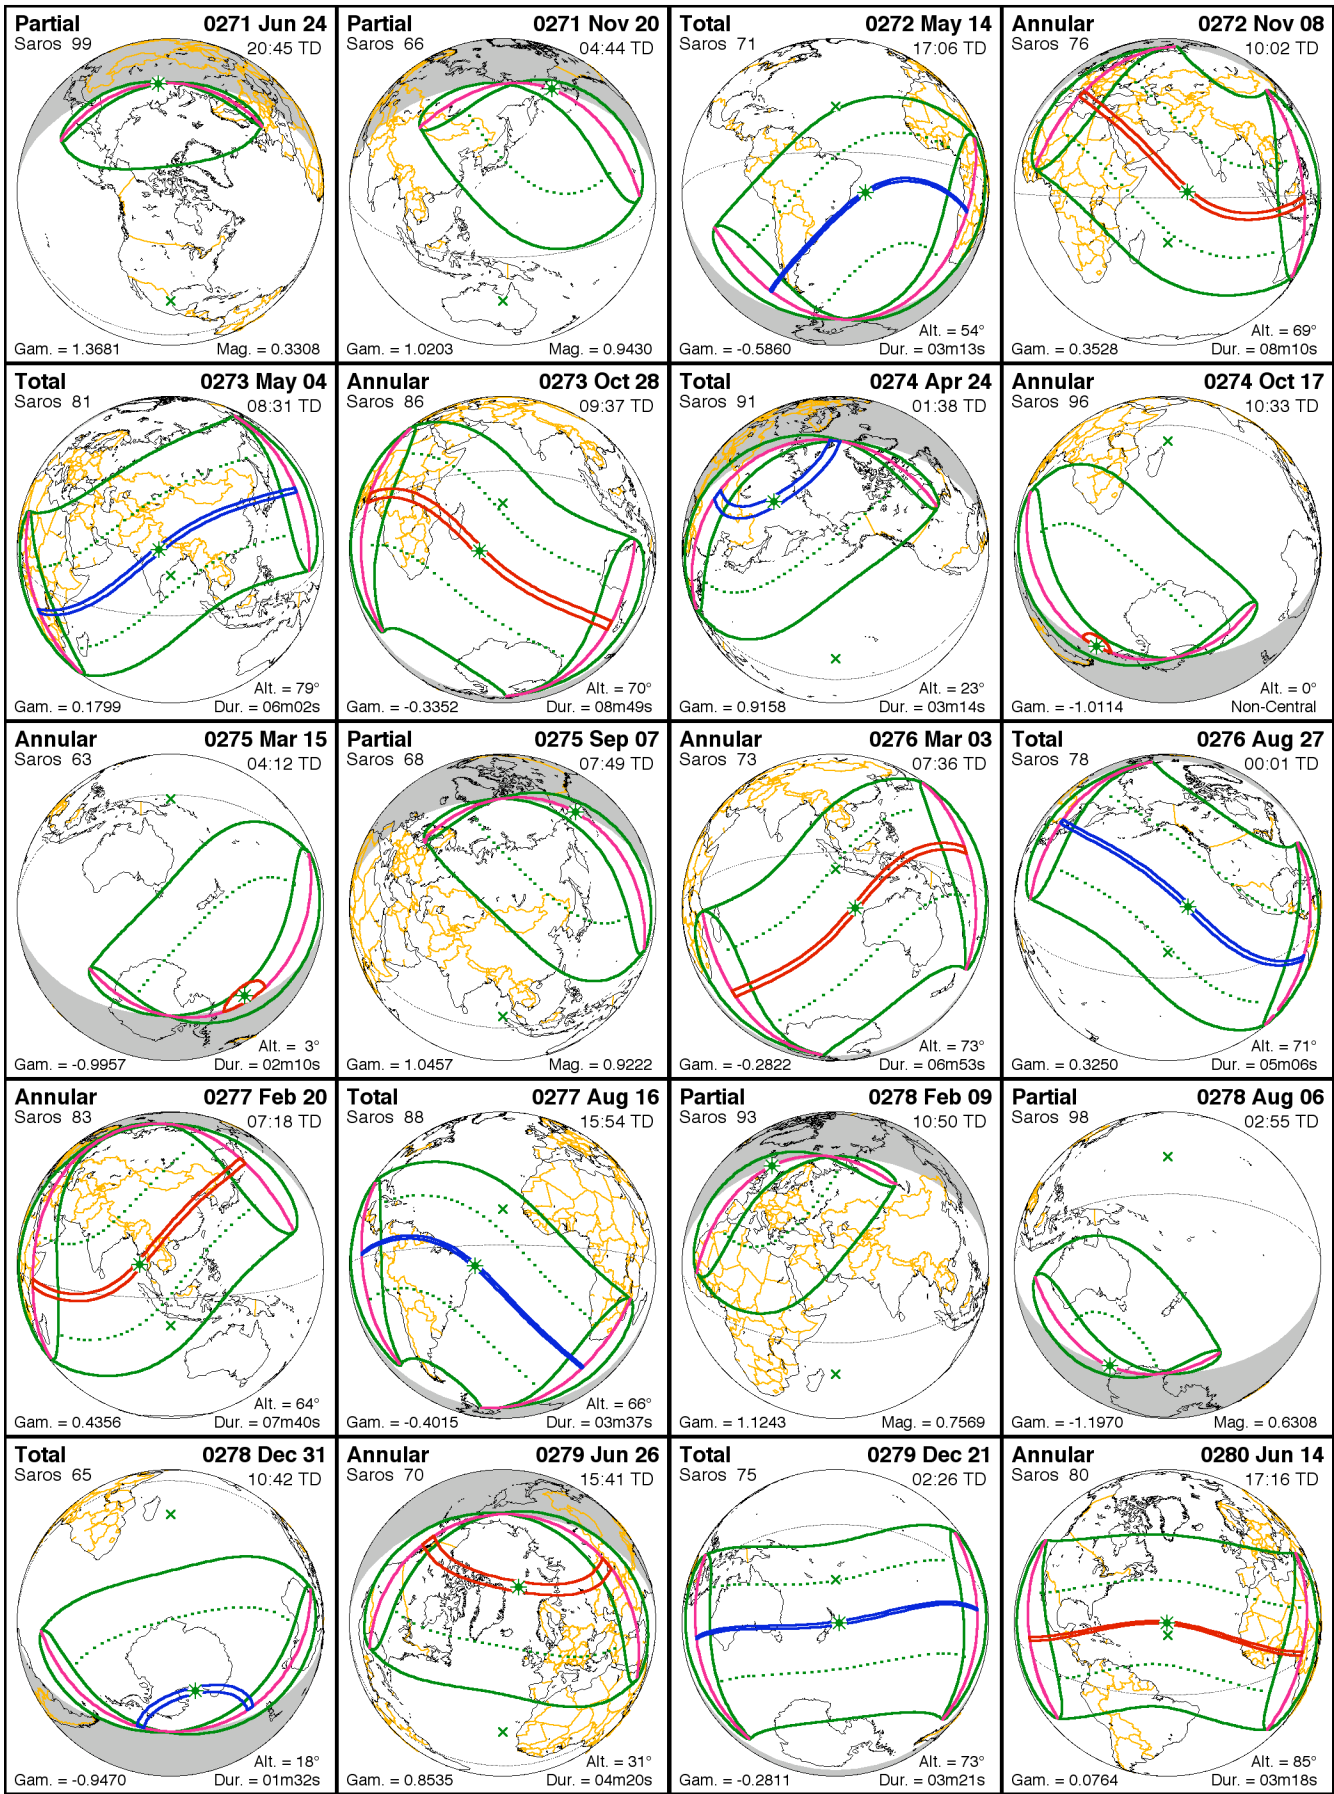 Partial 0271 Jun 24
Saros 99 20:45 TD
Gam. = 1.3681 Mag. = 0.3308
Partial 0271 Nov 20
Saros 66 04:44 TD
Gam. = 1.0203 Mag. = 0.9430
Total 0272 May 14
Saros 71 17:06 TD
Alt. = 54°
Gam. = -0.5860 Dur. = 03m13s
Annular 0272 Nov 08
Saros 76 10:02 TD
Alt. = 69°
Gam. = 0.3528 Dur. = 08m10s
Total 0273 May 04
Saros 81 08:31 TD
Alt. = 79°
Gam. = 0.1799 Dur. = 06m02s
Annular 0273 Oct 28
Saros 86 09:37 TD
Alt. = 70°
Gam. = -0.3352 Dur. = 08m49s
Total 0274 Apr 24
Saros 91 01:38 TD
Alt. = 23°
Gam. = 0.9158 Dur. = 03m14s
Annular 0274 Oct 17
Saros 96 10:33 TD
Alt. = 0°
Gam. = -1.0114 Non-Central
Annular 0275 Mar 15
Saros 63 04:12 TD
Alt. = 3°
Gam. = -0.9957 Dur. = 02m10s
Partial 0275 Sep 07
Saros 68 07:49 TD
Gam. = 1.0457 Mag. = 0.9222
Annular 0276 Mar 03
Saros 73 07:36 TD
Alt. = 73°
Gam. = -0.2822 Dur. = 06m53s
Total 0276 Aug 27
Saros 78 00:01 TD
Alt. = 71°
Gam. = 0.3250 Dur. = 05m06s
Annular 0277 Feb 20
Saros 83 07:18 TD
Alt. = 64°
Gam. = 0.4356 Dur. = 07m40s
Total 0277 Aug 16
Saros 88 15:54 TD
Alt. = 66°
Gam. = -0.4015 Dur. = 03m37s
Partial 0278 Feb 09
Saros 93 10:50 TD
Gam. = 1.1243 Mag. = 0.7569
Partial 0278 Aug 06
Saros 98 02:55 TD
Gam. = -1.1970 Mag. = 0.6308
Total 0278 Dec 31
Saros 65 10:42 TD
Alt. = 18°
Gam. = -0.9470 Dur. = 01m32s
Annular 0279 Jun 26
Saros 70 15:41 TD
Alt. = 31°
Gam. = 0.8535 Dur. = 04m20s
Total 0279 Dec 21
Saros 75 02:26 TD
Alt. = 73°
Gam. = -0.2811 Dur. = 03m21s
Annular 0280 Jun 14
Saros 80 17:16 TD
Alt. = 85°
Gam. = 0.0764 Dur. = 03m18s